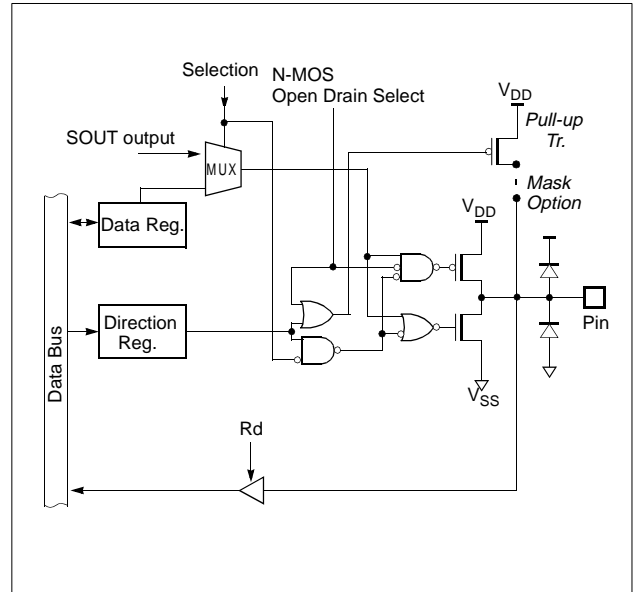 Selection
N-MOS
Open Drain Select
VDD
Pull-up
Tr.
SOUT output
MUX
Mask
Option
Data Reg.
VDD
Direction
Reg.
Pin
Data Bus
VSS
Rd